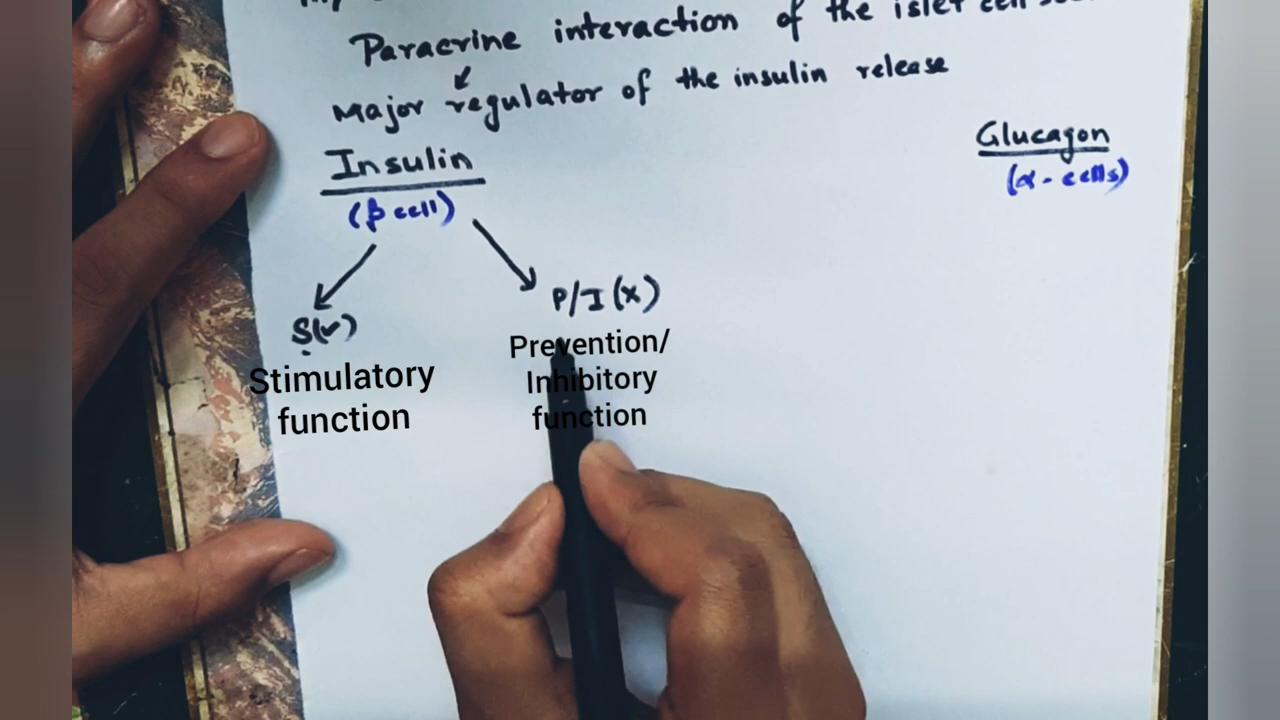 Paracrine interaction of the islet cell
Major regulator of the insulin release
Insulin
(β cell)
Glucagon
(α - cells)
S(✓)
P/I (x)
Stimulatory
function
Prevention/
Inhibitory
function